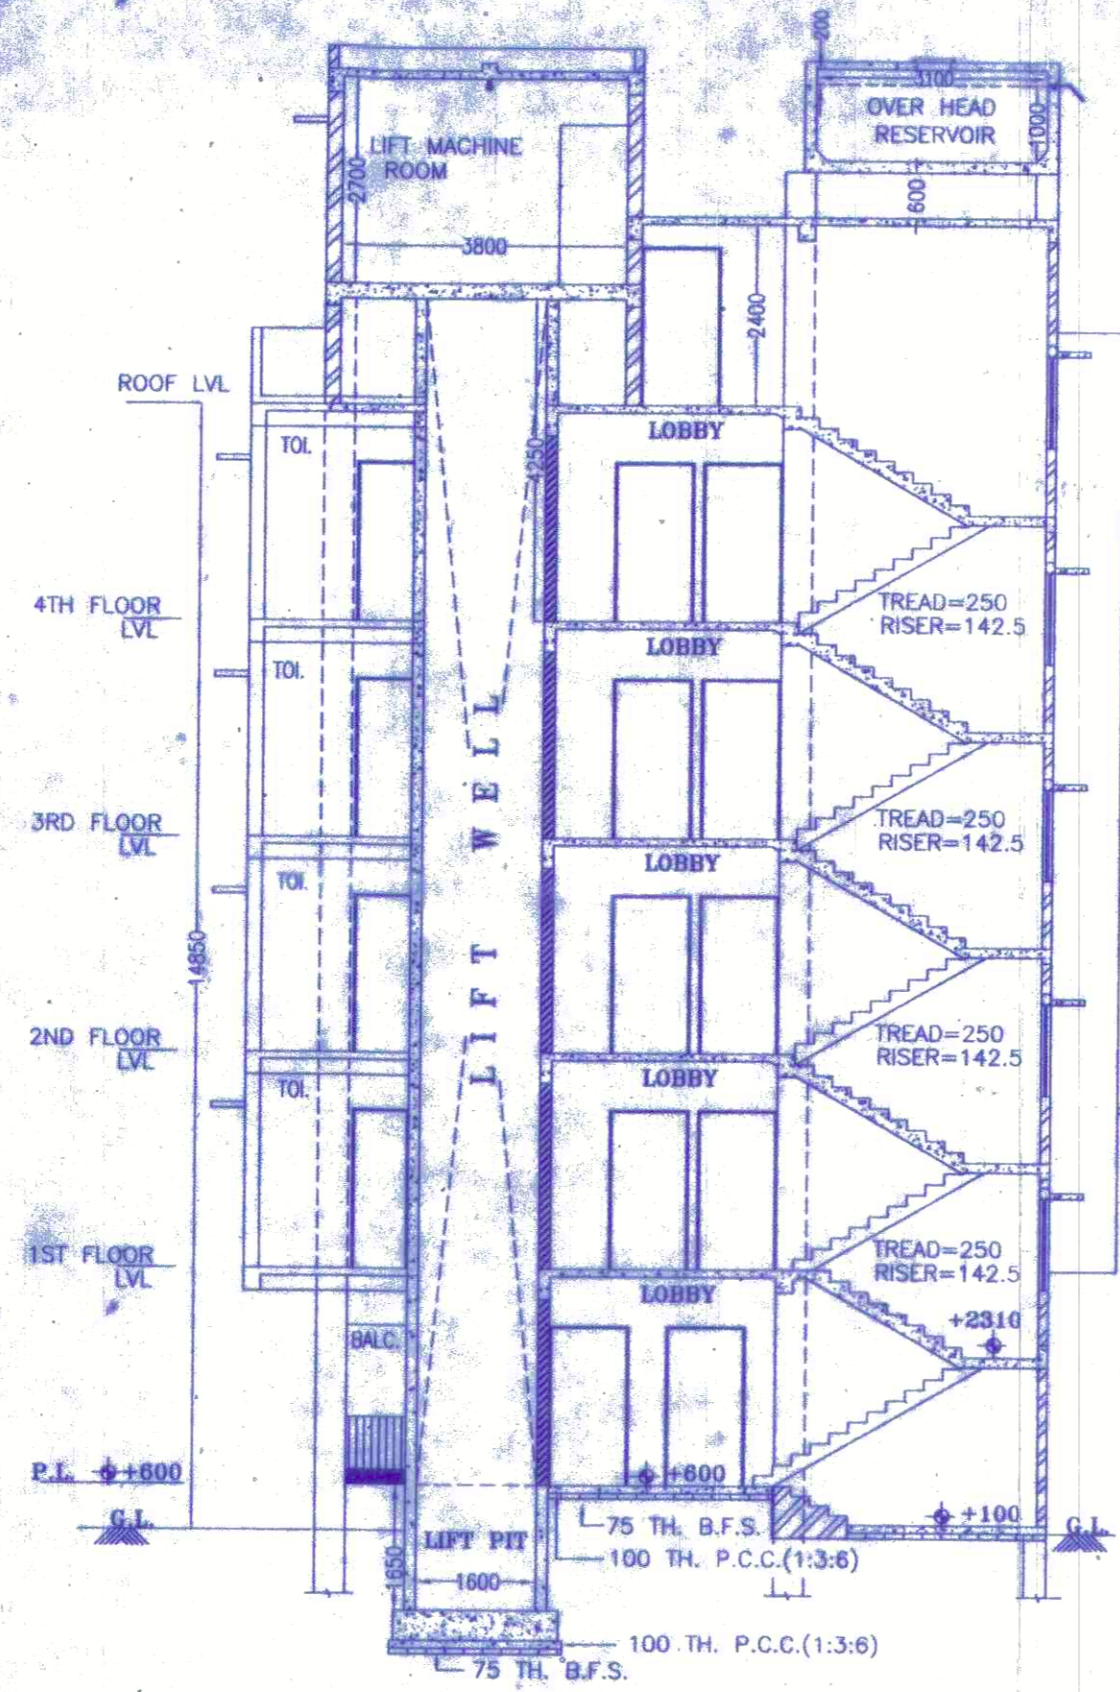 200
3100
OVER HEAD
RESERVOIR
1000
LIFT MACHINE
ROOM
2700
600
3800
2400
ROOF LVL
LOBBY
TOI.
4250
4TH FLOOR
LVL
TREAD=250
RISER=142.5
LOBBY
TOI.
3RD FLOOR
LVL
TREAD=250
RISER=142.5
LOBBY
TOI.
LIFT WELL
14850
2ND FLOOR
LVL
TREAD=250
RISER=142.5
LOBBY
TOI.
1ST FLOOR
LVL
TREAD=250
RISER=142.5
LOBBY
+2310
BALC.
P.L. +600
+600
G.L.
+100
G.L.
75 TH. B.F.S.
LIFT PIT
100 TH. P.C.C.(1:3:6)
1650
1600
100 TH. P.C.C.(1:3:6)
75 TH. B.F.S.